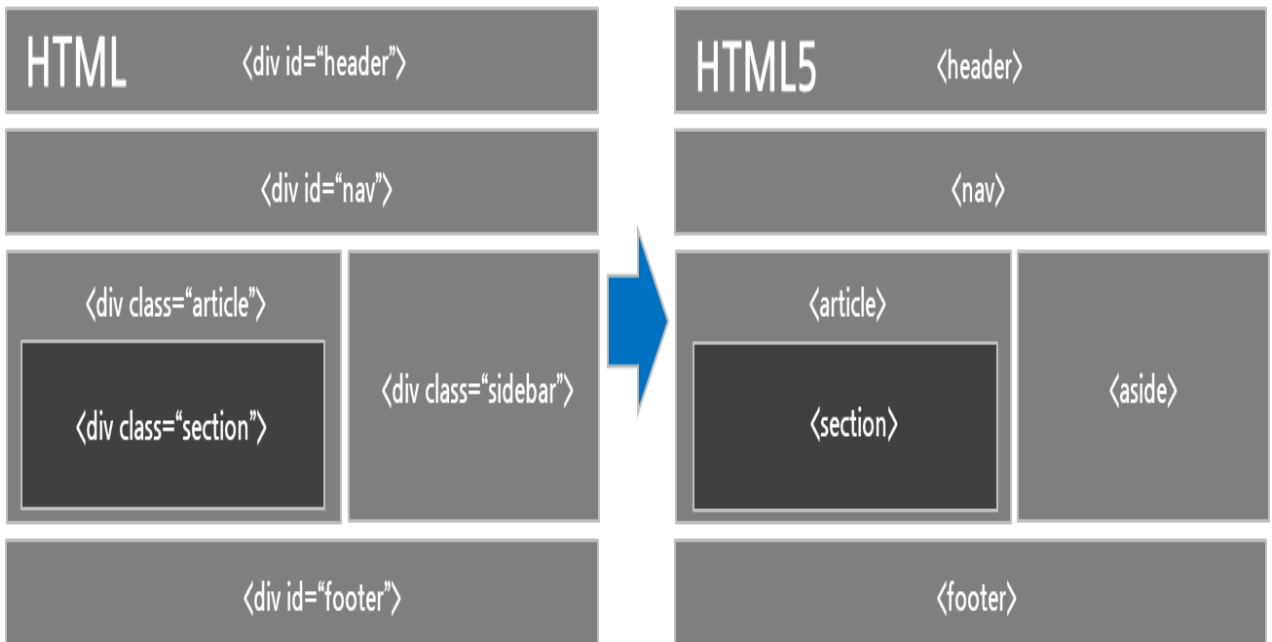 HTML
<div id=“header”>
<div id=“nav”>
<div class=“article”>
<div class=“section”>
<div class=“sidebar”>
<div id=“footer”>
HTML5
<header>
<nav>
<article>
<section>
<aside>
<footer>